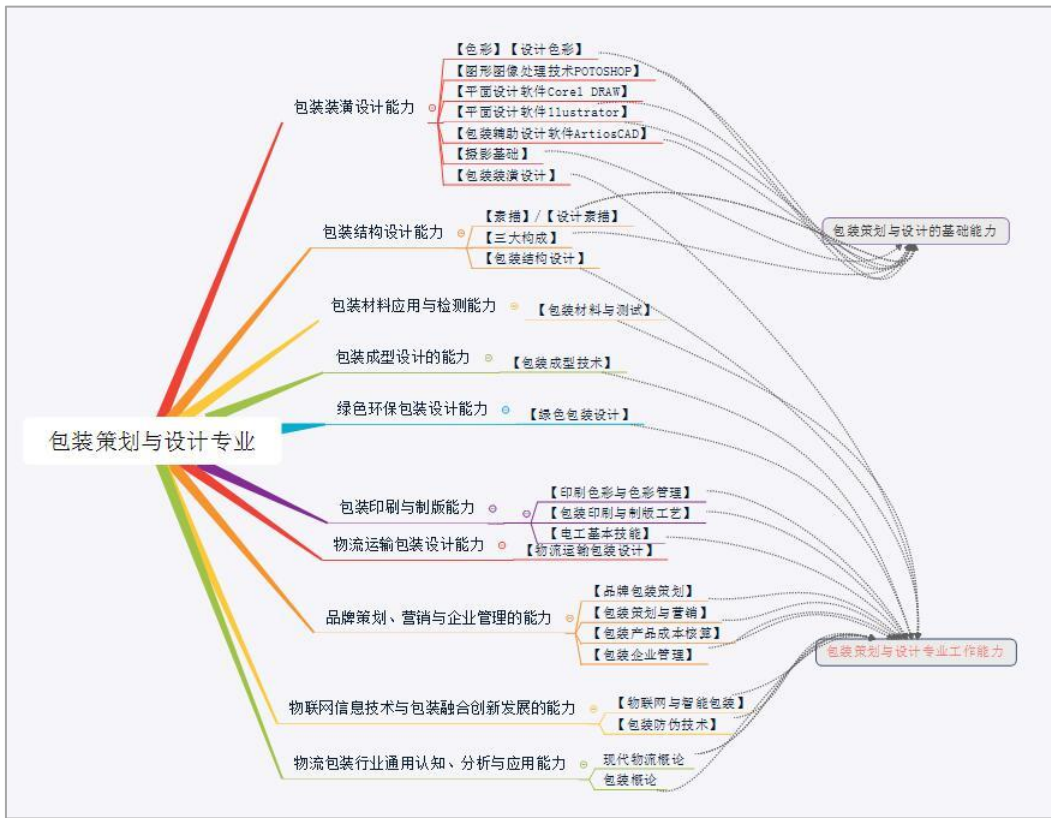 【色彩】【设计色彩】
【图形图像处理技术POTOSHOP】
【平面设计软件Corel DRAW】
【平面设计软件llustrator】
【包装辅助设计软件ArtiosCAD】
【摄影基础】
【包装装潢设计】
包装装潢设计能力
【素描】/【设计素描】
【三大构成】
【包装结构设计】
包装结构设计能力
包装策划与设计的基础能力
包装材料应用与检测能力
【包装材料与测试】
包装成型设计的能力
【包装成型技术】
绿色环保包装设计能力
【绿色包装设计】
包装策划与设计专业
包装印刷与制版能力
【印刷色彩与色彩管理】
【包装印刷与制版工艺】
【电工基本技能】
物流运输包装设计能力
【物流运输包装设计】
品牌策划、营销与企业管理的能力
【品牌包装策划】
【包装策划与营销】
【包装产品成本核算】
【包装企业管理】
包装策划与设计专业工作能力
物联网信息技术与包装融合创新发展的能力
【物联网与智能包装】
【包装防伪技术】
物流包装行业通用认知、分析与应用能力
现代物流概论
包装概论